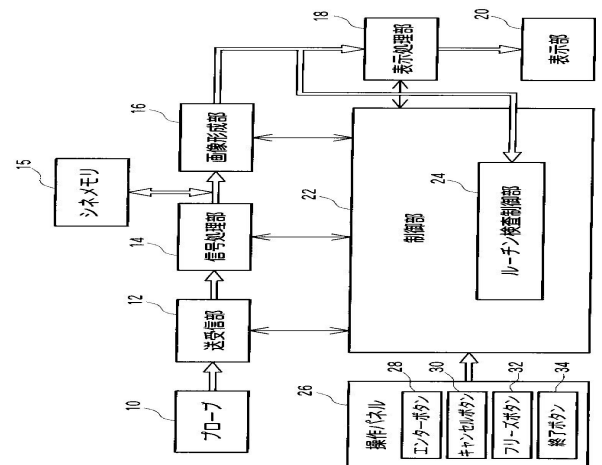 10
プローブ
12
送受信部
14
信号処理部
15
シネメモリ
16
画像形成部
18
表示処理部
20
表示部
22
制御部
24
ルーチン検査制御部
26
操作パネル
28
エンターボタン
30
キャンセルボタン
32
フリーズボタン
34
終了ボタン